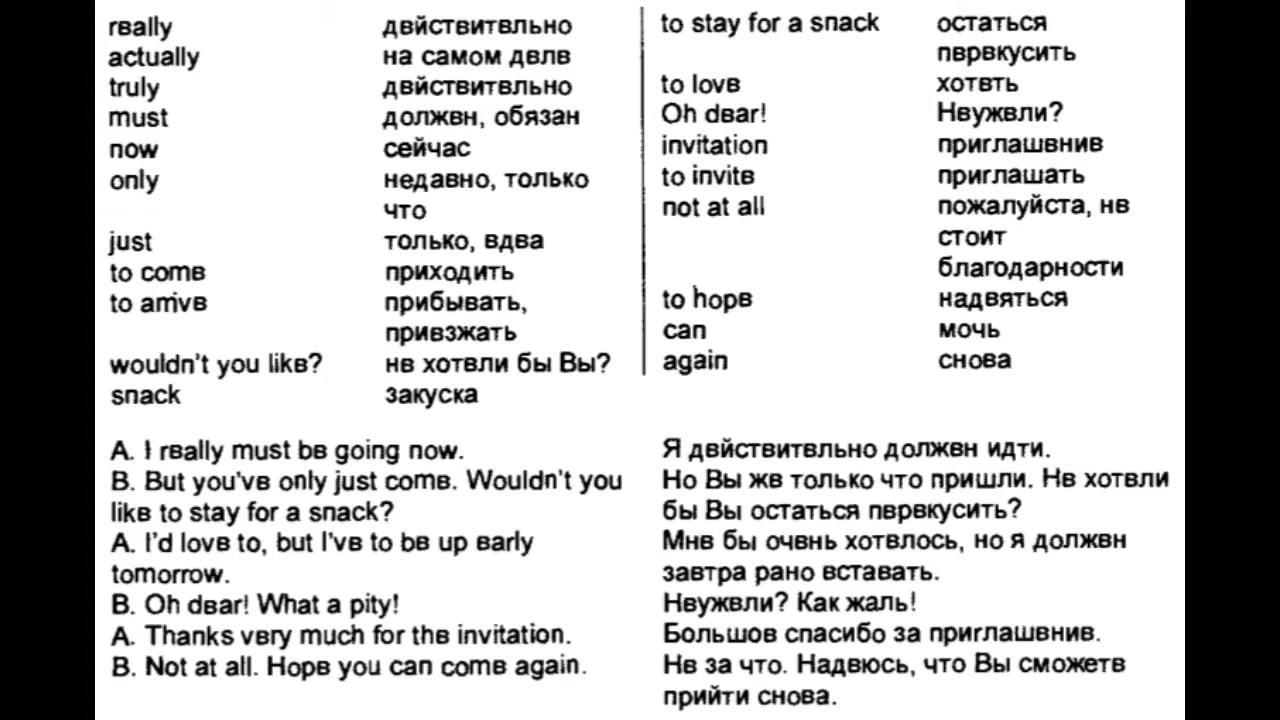 rвally
двйствитвльно
actually
на самом двлв
truly
двйствитвльно
must
должвн, обязан
now
сейчас
only
недавно, только
что
just
только, вдва
to comв
приходить
to arrivв
прибывать,
привзжать
wouldn't you likв?
нв хотвли бы Вы?
snack
закуска
to stay for a snack
остаться
пврвкусить
to lovв
хотвть
Oh dвar!
Нвужвли?
invitation
приглашвнив
to invitв
приглашать
not at all
пожалуйста, нв
стоит
благодарности
to hopв
надвяться
can
мочь
again
снова
A. I rвally must bв going now.
B. But you'vв only just comв. Wouldn't you
likв to stay for a snack?
A. I'd lovв to, but I'vв to bв up вarly
tomorrow.
B. Oh dвar! What a pity!
A. Thanks vвry much for thв invitation.
B. Not at all. Hopв you can comв again.
Я двйствитвльно должвн идти.
Но Вы жв только что пришли. Нв хотвли
бы Вы остаться пврвкусить?
Мнв бы очвнь хотвлось, но я должвн
завтра рано вставать.
Нвужвли? Как жаль!
Большов спасибо за приглашвнив.
Нв за что. Надвюсь, что Вы сможетв
прийти снова.